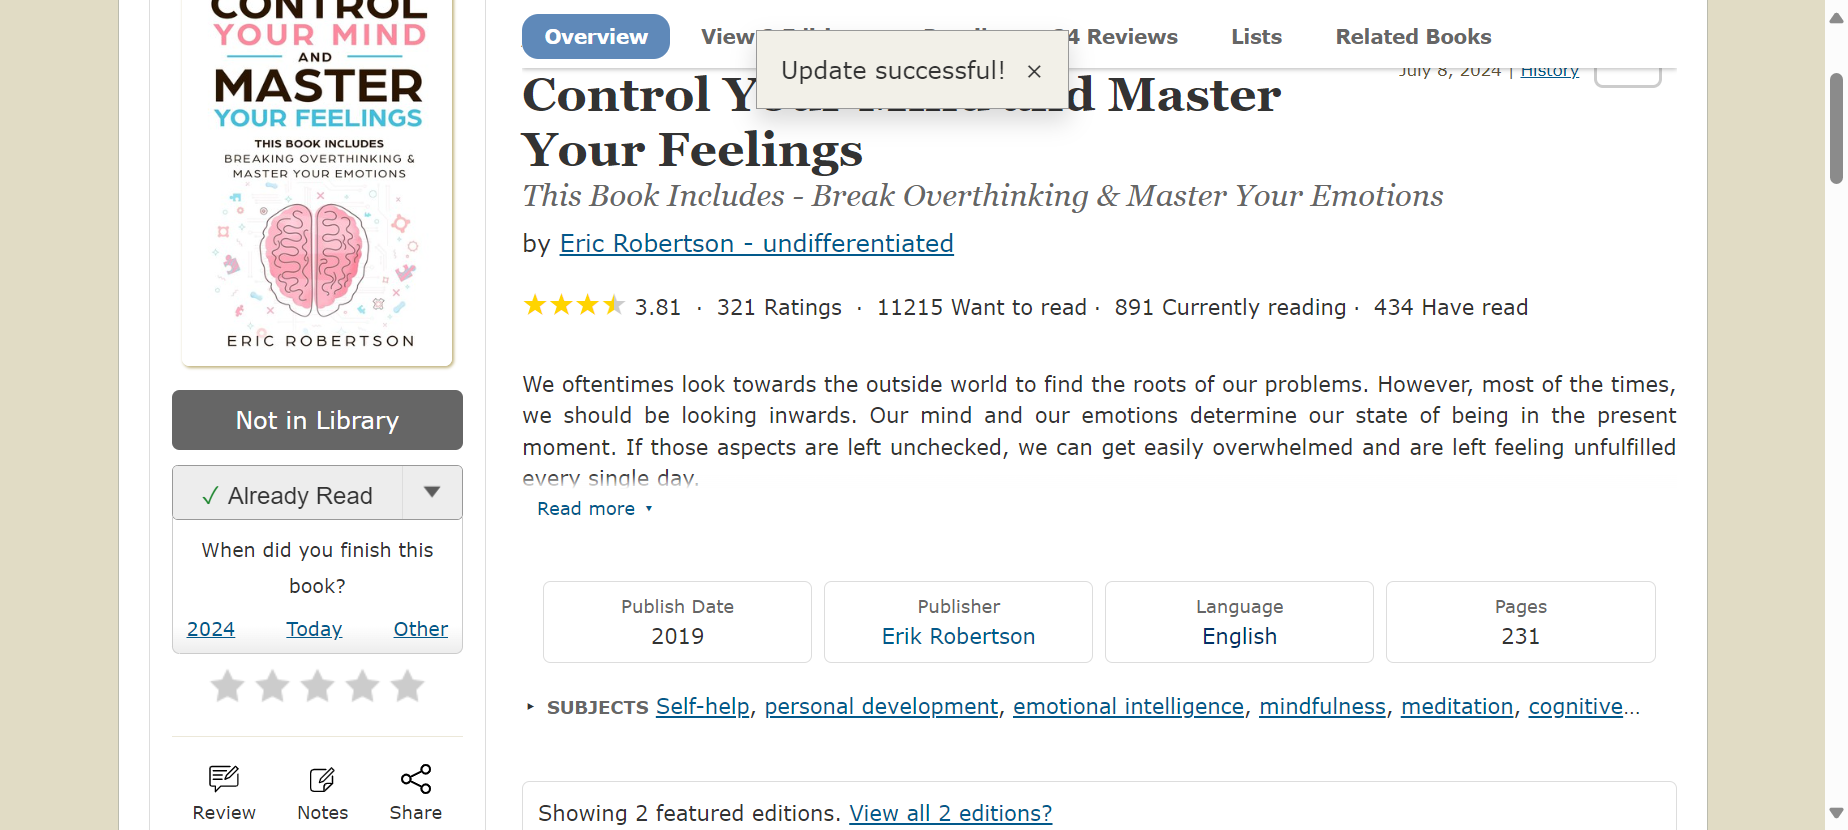 CONTROL
YOUR MIND
AND
MASTER
YOUR FEELINGS
THIS BOOK INCLUDES
BREAKING OVERTHINKING &
MASTER YOUR EMOTIONS
ERIC ROBERTSON
Not in Library
✓ Already Read ▼
When did you finish this
book?
2024 Today Other
Review Notes Share
Overview View Reviews Lists Related Books
Update successful! ×
July 8, 2024 | History
Control Your Mind and Master
Your Feelings
This Book Includes - Break Overthinking & Master Your Emotions
by Eric Robertson - undifferentiated
3.81 · 321 Ratings · 11215 Want to read · 891 Currently reading · 434 Have read
We oftentimes look towards the outside world to find the roots of our problems. However, most of the times,
we should be looking inwards. Our mind and our emotions determine our state of being in the present
moment. If those aspects are left unchecked, we can get easily overwhelmed and are left feeling unfulfilled
every single day.
Read more ▾
Publish Date
2019
Publisher
Erik Robertson
Language
English
Pages
231
▸ SUBJECTS Self-help, personal development, emotional intelligence, mindfulness, meditation, cognitive…
Showing 2 featured editions. View all 2 editions?